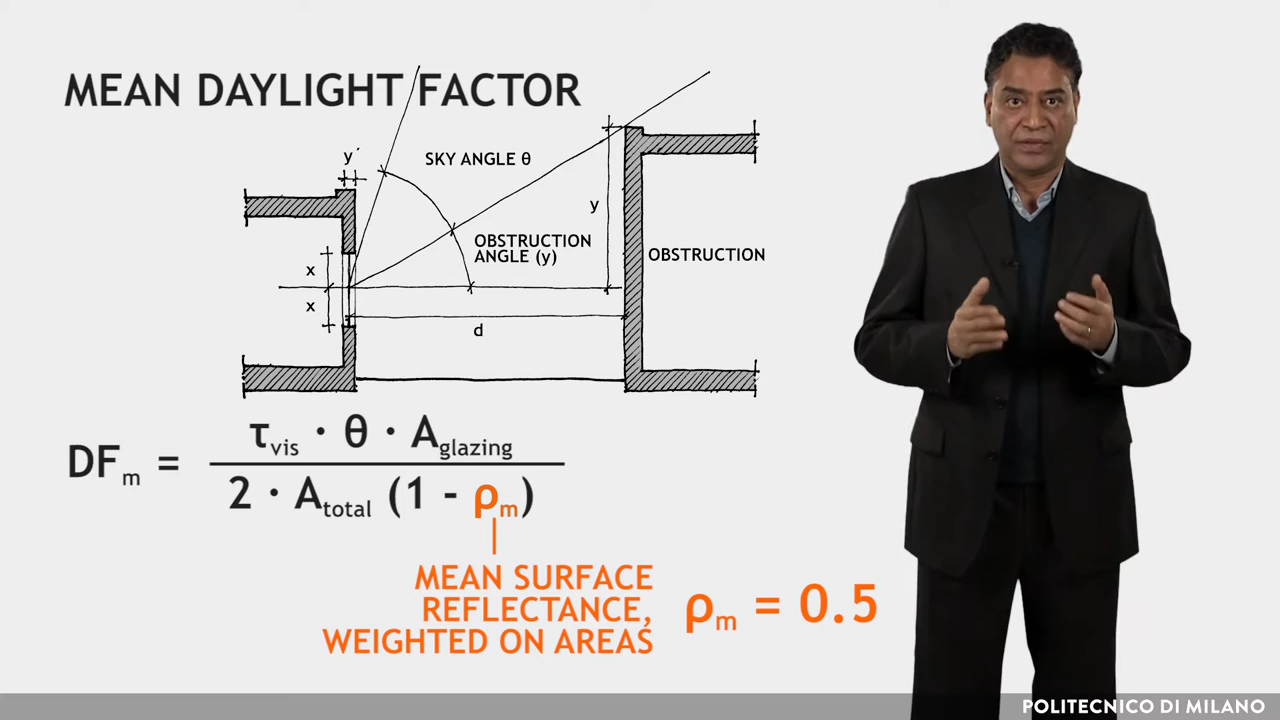 MEAN DAYLIGHT FACTOR
y´
SKY ANGLE θ
y
OBSTRUCTION
ANGLE (y)
OBSTRUCTION
x
x
d
DFm = τvis · θ · Aglazing
2 · Atotal (1 - ρm)
MEAN SURFACE
REFLECTANCE,
WEIGHTED ON AREAS
ρm = 0.5
POLITECNICO DI MILANO